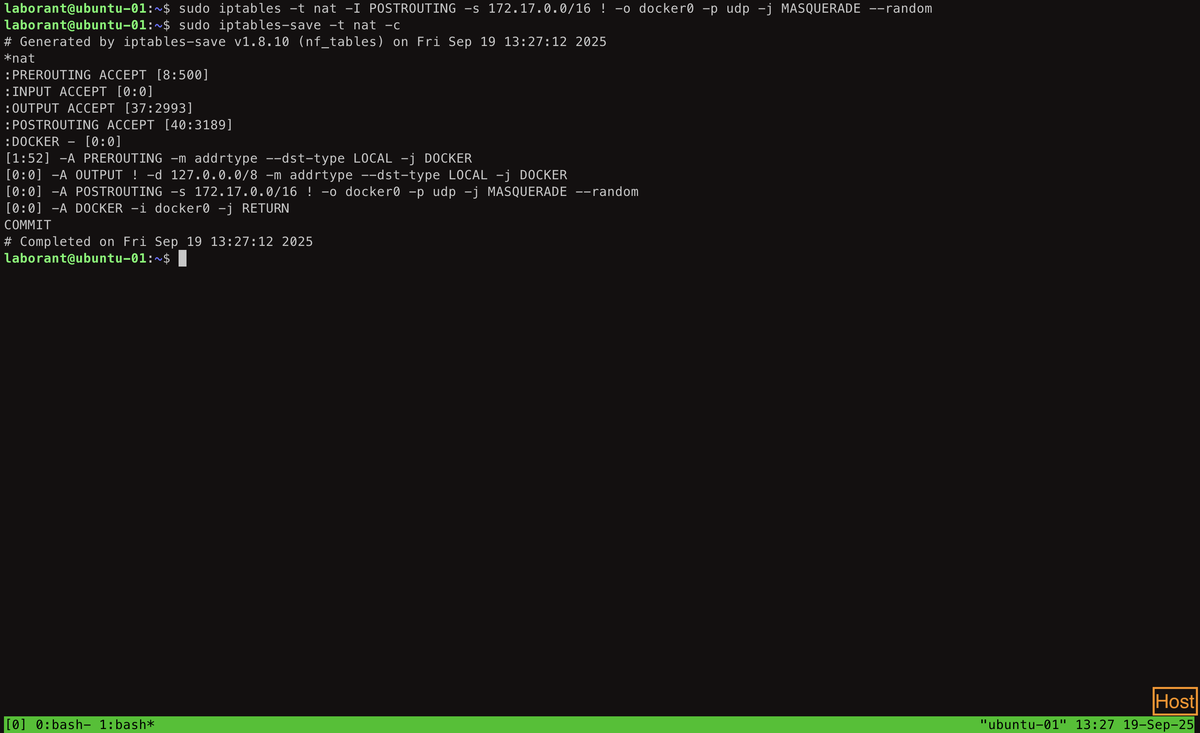 laborant@ubuntu-01:~$ sudo iptables -t nat -I POSTROUTING -s 172.17.0.0/16 ! -o docker0 -p udp -j MASQUERADE --random
laborant@ubuntu-01:~$ sudo iptables-save -t nat -c
# Generated by iptables-save v1.8.10 (nf_tables) on Fri Sep 19 13:27:12 2025
*nat
:PREROUTING ACCEPT [8:500]
:INPUT ACCEPT [0:0]
:OUTPUT ACCEPT [37:2993]
:POSTROUTING ACCEPT [40:3189]
:DOCKER - [0:0]
[1:52] -A PREROUTING -m addrtype --dst-type LOCAL -j DOCKER
[0:0] -A OUTPUT ! -d 127.0.0.0/8 -m addrtype --dst-type LOCAL -j DOCKER
[0:0] -A POSTROUTING -s 172.17.0.0/16 ! -o docker0 -p udp -j MASQUERADE --random
[0:0] -A DOCKER -i docker0 -j RETURN
COMMIT
# Completed on Fri Sep 19 13:27:12 2025
laborant@ubuntu-01:~$
Host
[0] 0:bash- 1:bash* "ubuntu-01" 13:27 19-Sep-25